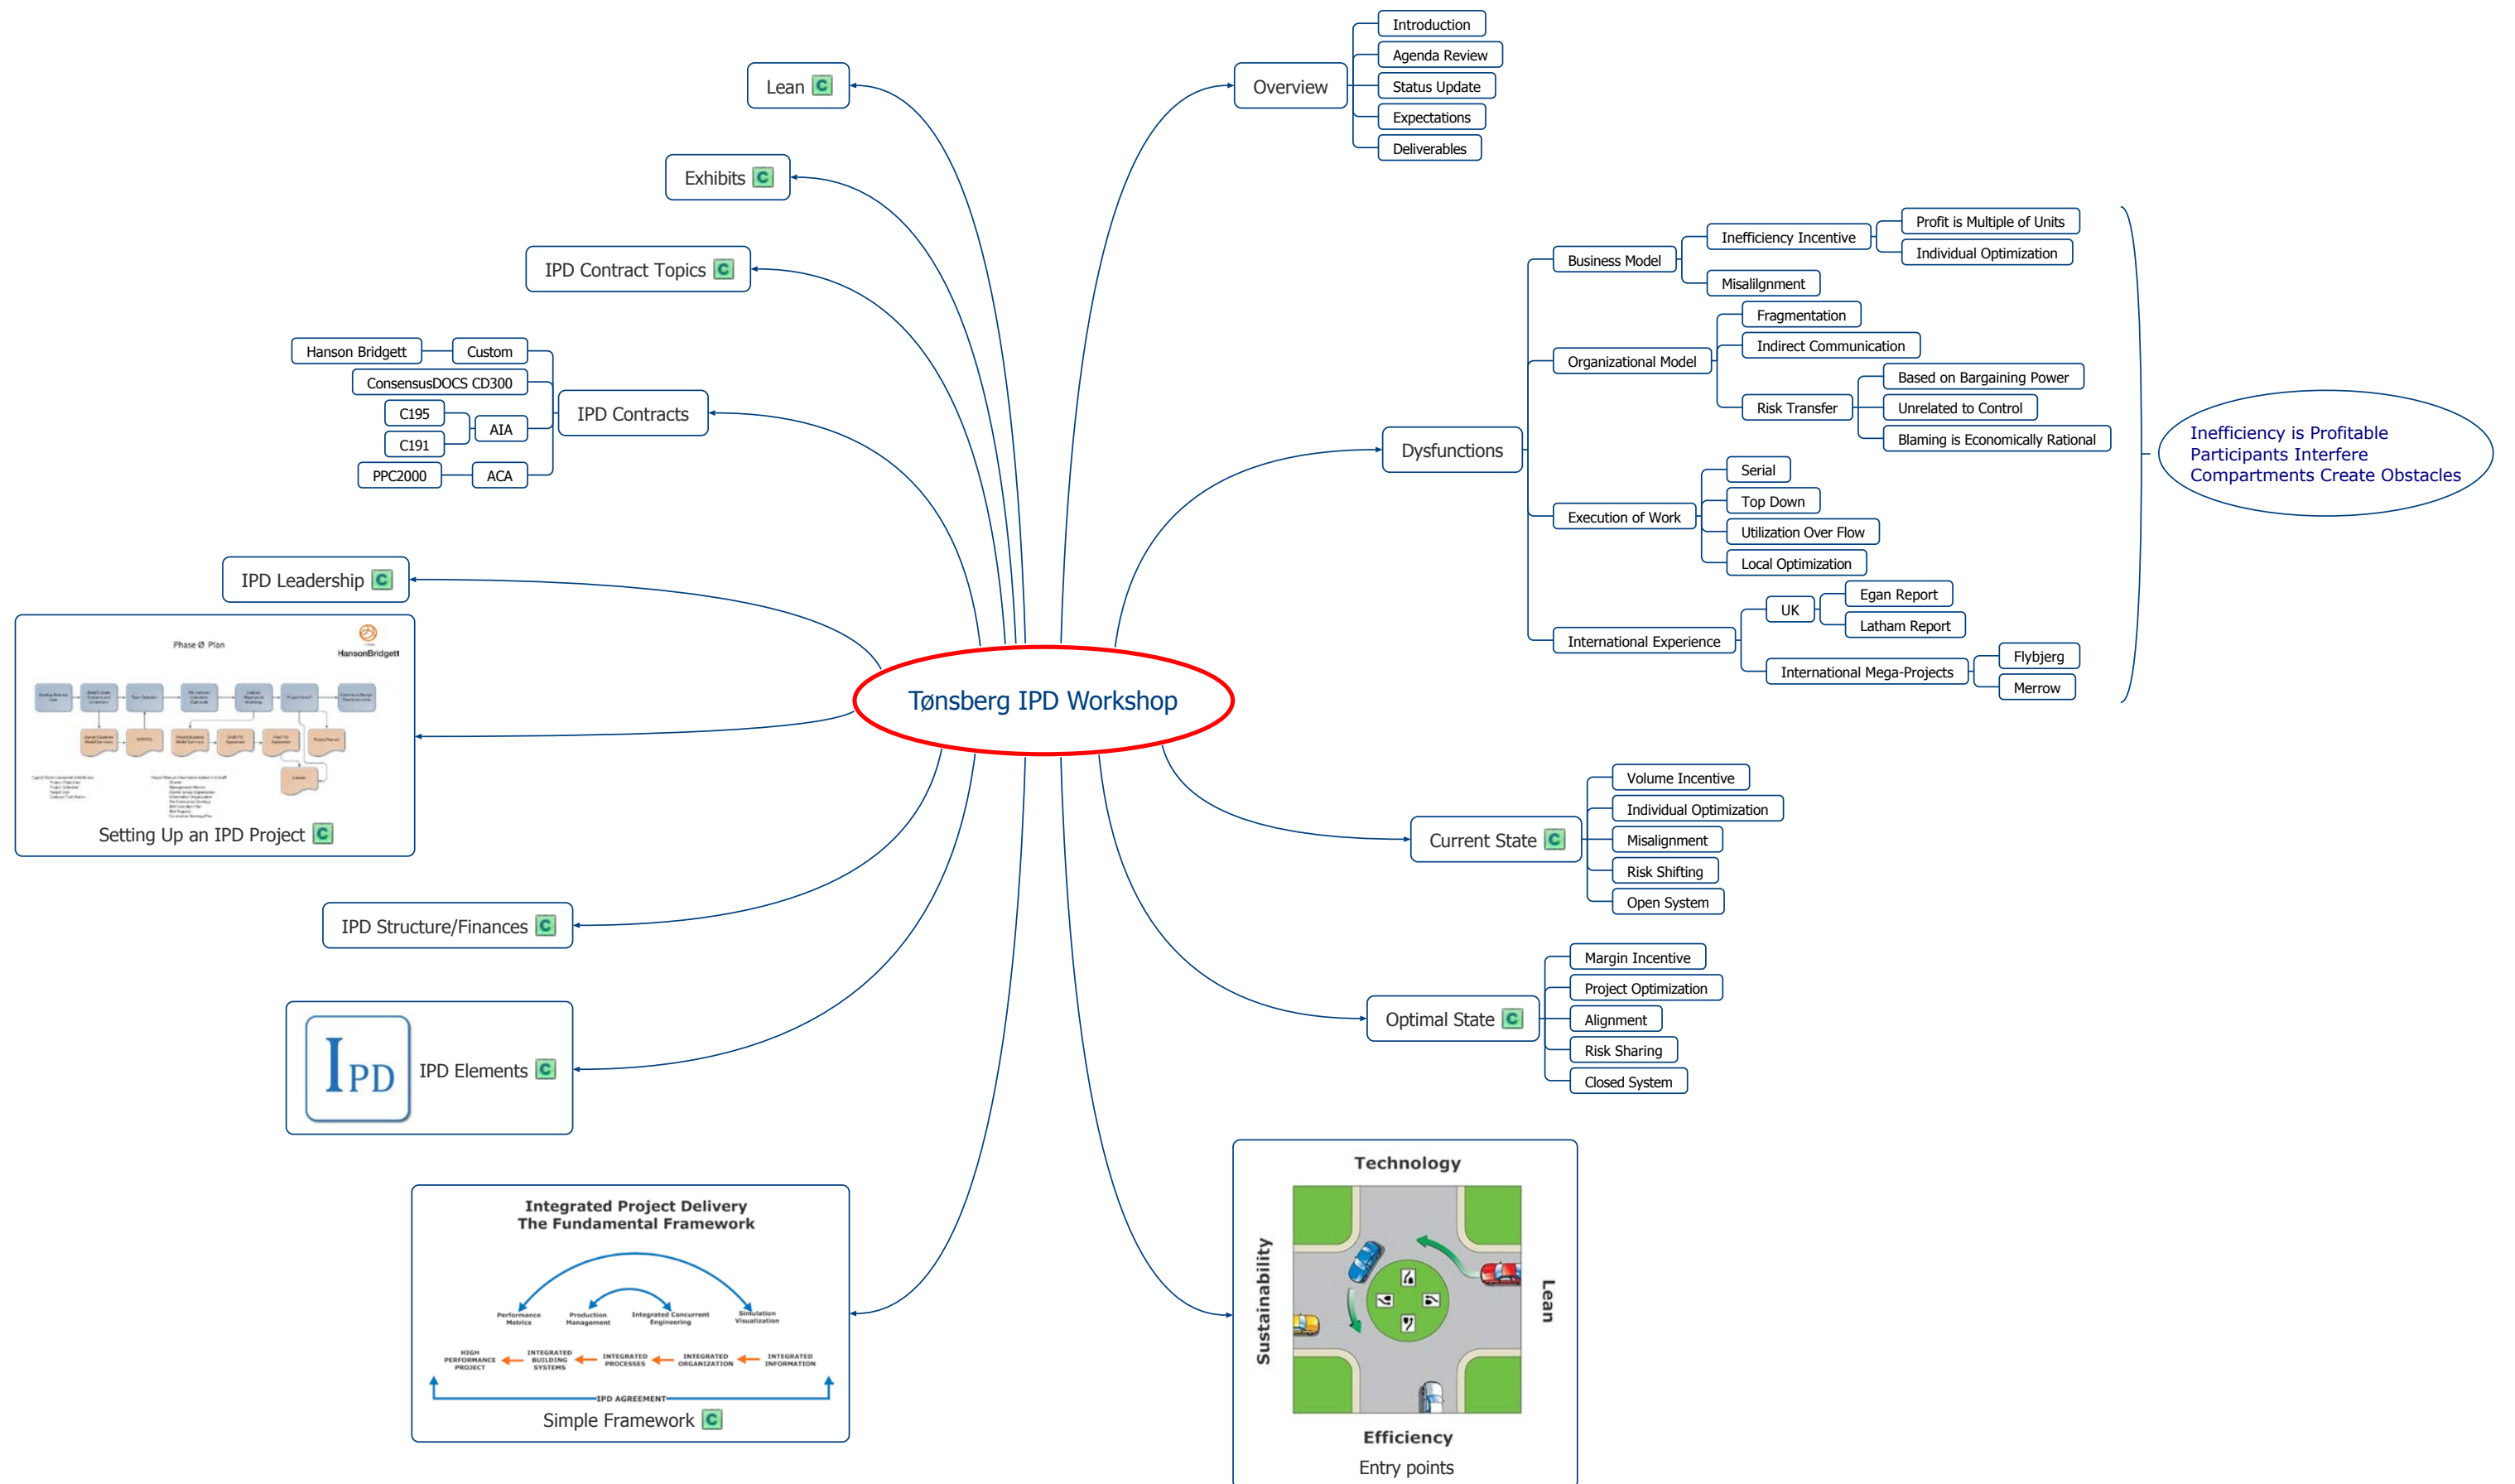 Tønsberg IPD Workshop
Overview
Introduction
Agenda Review
Status Update
Expectations
Deliverables
Dysfunctions
Business Model
Inefficiency Incentive
Profit is Multiple of Units
Individual Optimization
Misalilgnment
Organizational Model
Fragmentation
Indirect Communication
Risk Transfer
Based on Bargaining Power
Unrelated to Control
Blaming is Economically Rational
Execution of Work
Serial
Top Down
Utilization Over Flow
Local Optimization
International Experience
UK
Egan Report
Latham Report
International Mega-Projects
Flybjerg
Merrow
Inefficiency is Profitable
Participants Interfere
Compartments Create Obstacles
Current State
Volume Incentive
Individual Optimization
Misalignment
Risk Shifting
Open System
Optimal State
Margin Incentive
Project Optimization
Alignment
Risk Sharing
Closed System
Technology
Sustainability
Lean
Efficiency
Entry points
Integrated Project Delivery
The Fundamental Framework
Performance
Metrics
Production
Management
Integrated Concurrent
Engineering
Simulation
Visualization
HIGH
PERFORMANCE
PROJECT
INTEGRATED
BUILDING
SYSTEMS
INTEGRATED
PROCESSES
INTEGRATED
ORGANIZATION
INTEGRATED
INFORMATION
IPD AGREEMENT
Simple Framework
IPD
IPD Elements
IPD Structure/Finances
Phase Ø Plan
HansonBridgett
Setting Up an IPD Project
IPD Leadership
IPD Contracts
Custom
Hanson Bridgett
ConsensusDOCS CD300
AIA
C195
C191
ACA
PPC2000
IPD Contract Topics
Exhibits
Lean